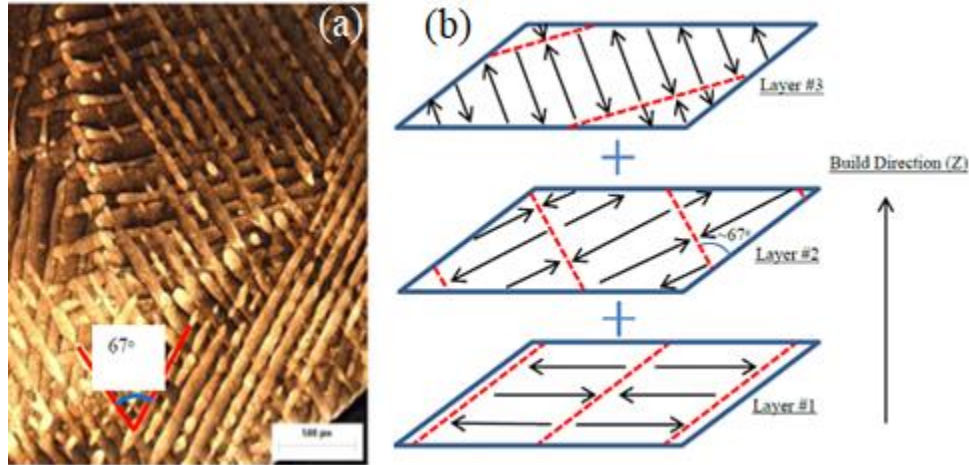 (a)
67°
500 µm
(b)
Layer #3
Build Direction (Z)
~67°
Layer #2
Layer #1